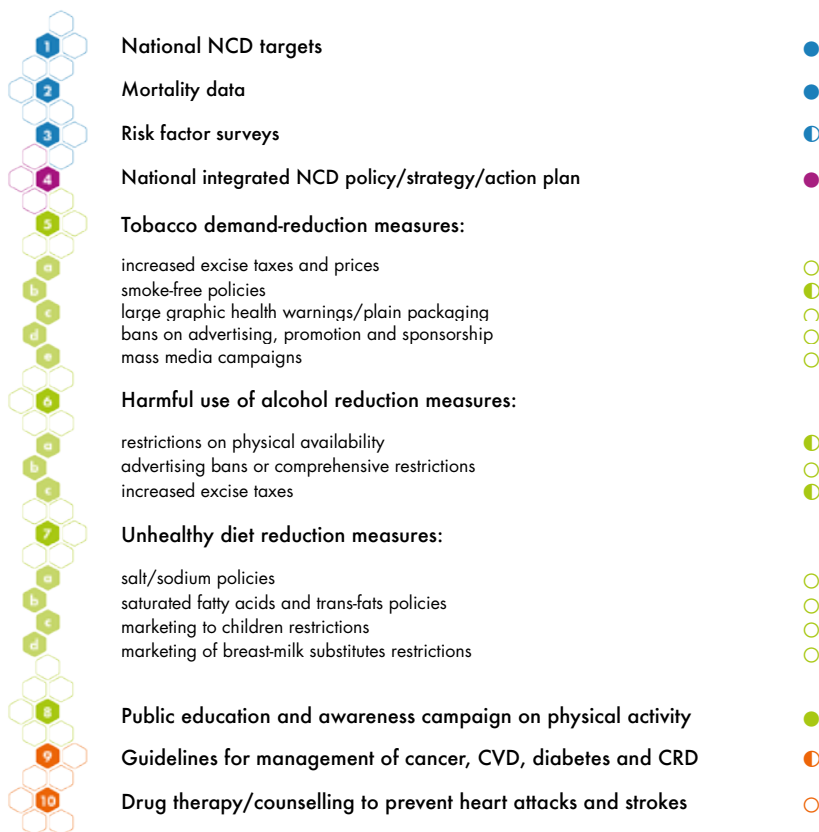 1 National NCD targets
2 Mortality data
3 Risk factor surveys
4 National integrated NCD policy/strategy/action plan
5 Tobacco demand-reduction measures:
a increased excise taxes and prices
b smoke-free policies
c large graphic health warnings/plain packaging
d bans on advertising, promotion and sponsorship
e mass media campaigns
6 Harmful use of alcohol reduction measures:
a restrictions on physical availability
b advertising bans or comprehensive restrictions
c increased excise taxes
7 Unhealthy diet reduction measures:
a salt/sodium policies
b saturated fatty acids and trans-fats policies
c marketing to children restrictions
d marketing of breast-milk substitutes restrictions
8 Public education and awareness campaign on physical activity
9 Guidelines for management of cancer, CVD, diabetes and CRD
10 Drug therapy/counselling to prevent heart attacks and strokes